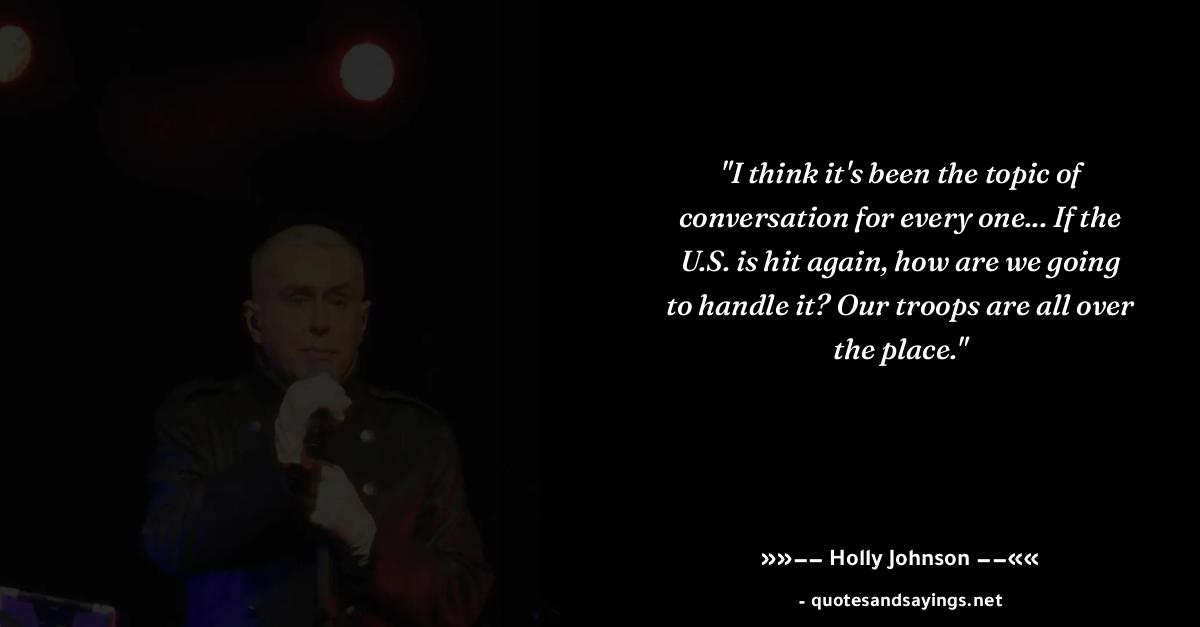 "I think it's been the topic of
conversation for every one... If the
U.S. is hit again, how are we going
to handle it? Our troops are all over
the place."
»»–– Holly Johnson ––««
- quotesandsayings.net